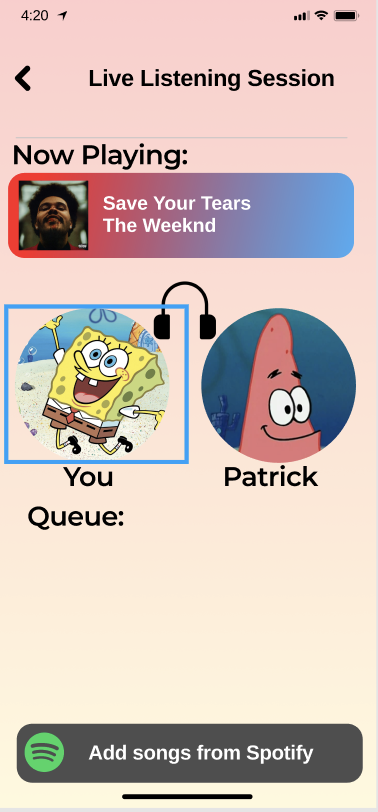 4:20
Live Listening Session
Now Playing:
Save Your Tears
The Weeknd
You
Patrick
Queue:
Add songs from Spotify